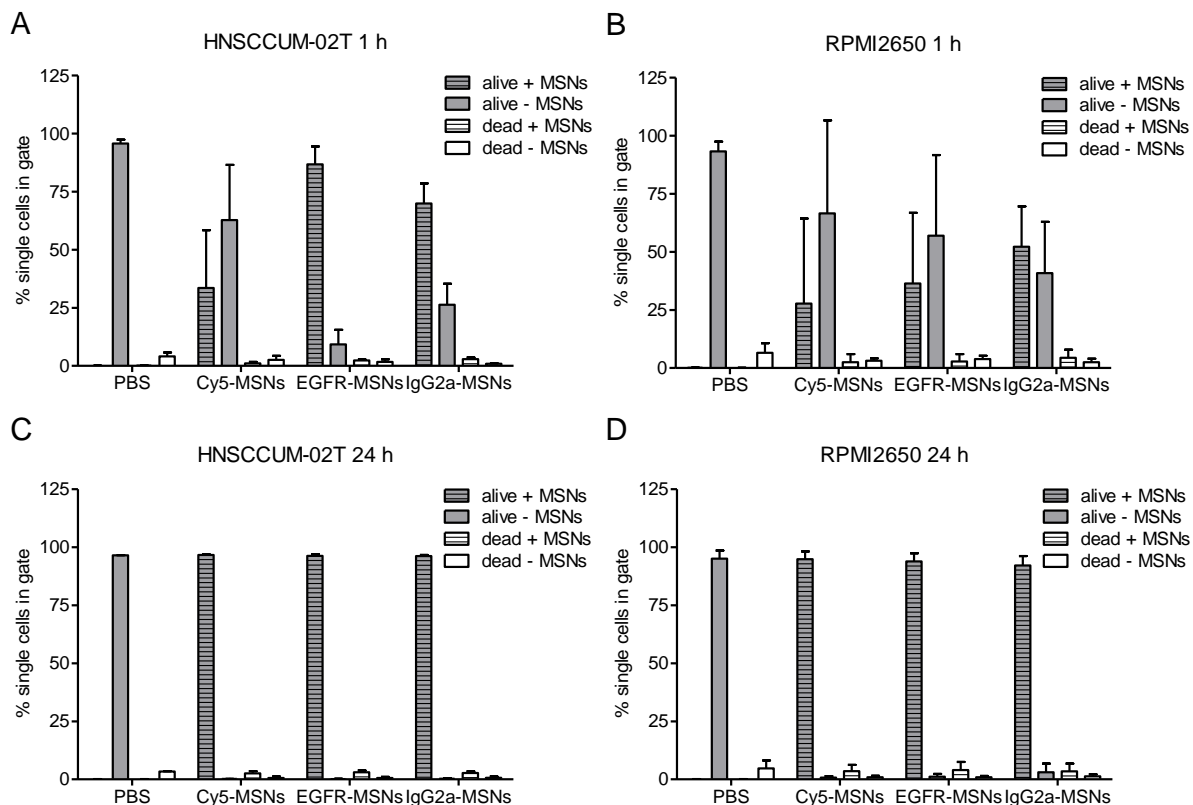 A
HNSCCUM-02T 1 h
125
100
75
50
25
0
% single cells in gate
alive + MSNs
alive - MSNs
dead + MSNs
dead - MSNs
PBS
Cy5-MSNs
EGFR-MSNs
IgG2a-MSNs
B
RPMI2650 1 h
125
100
75
50
25
0
% single cells in gate
alive + MSNs
alive - MSNs
dead + MSNs
dead - MSNs
PBS
Cy5-MSNs
EGFR-MSNs
IgG2a-MSNs
C
HNSCCUM-02T 24 h
125
100
75
50
25
0
% single cells in gate
alive + MSNs
alive - MSNs
dead + MSNs
dead - MSNs
PBS
Cy5-MSNs
EGFR-MSNs
IgG2a-MSNs
D
RPMI2650 24 h
125
100
75
50
25
0
% single cells in gate
alive + MSNs
alive - MSNs
dead + MSNs
dead - MSNs
PBS
Cy5-MSNs
EGFR-MSNs
IgG2a-MSNs